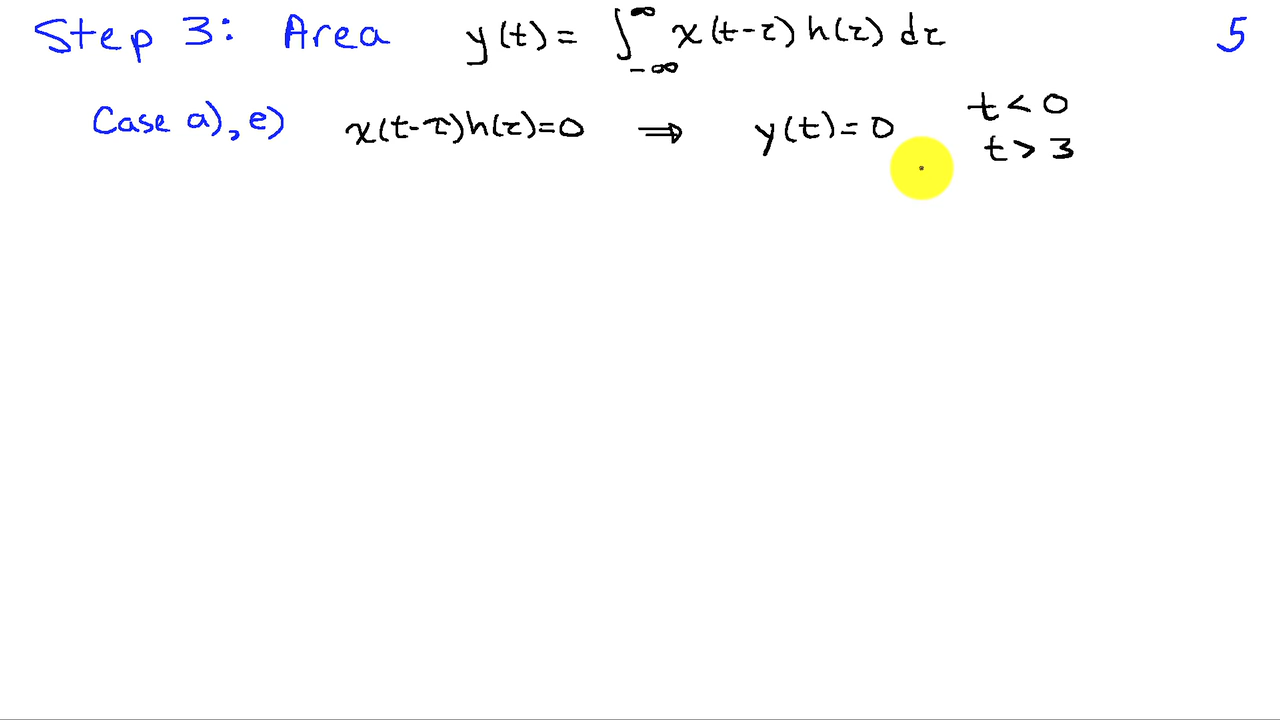 Step 3: Area y(t) = ∫_{-∞}^{∞} x(t-τ) h(τ) dτ 5
Case a), e) x(t-τ)h(τ)=0 ⇒ y(t)=0 t < 0
t > 3